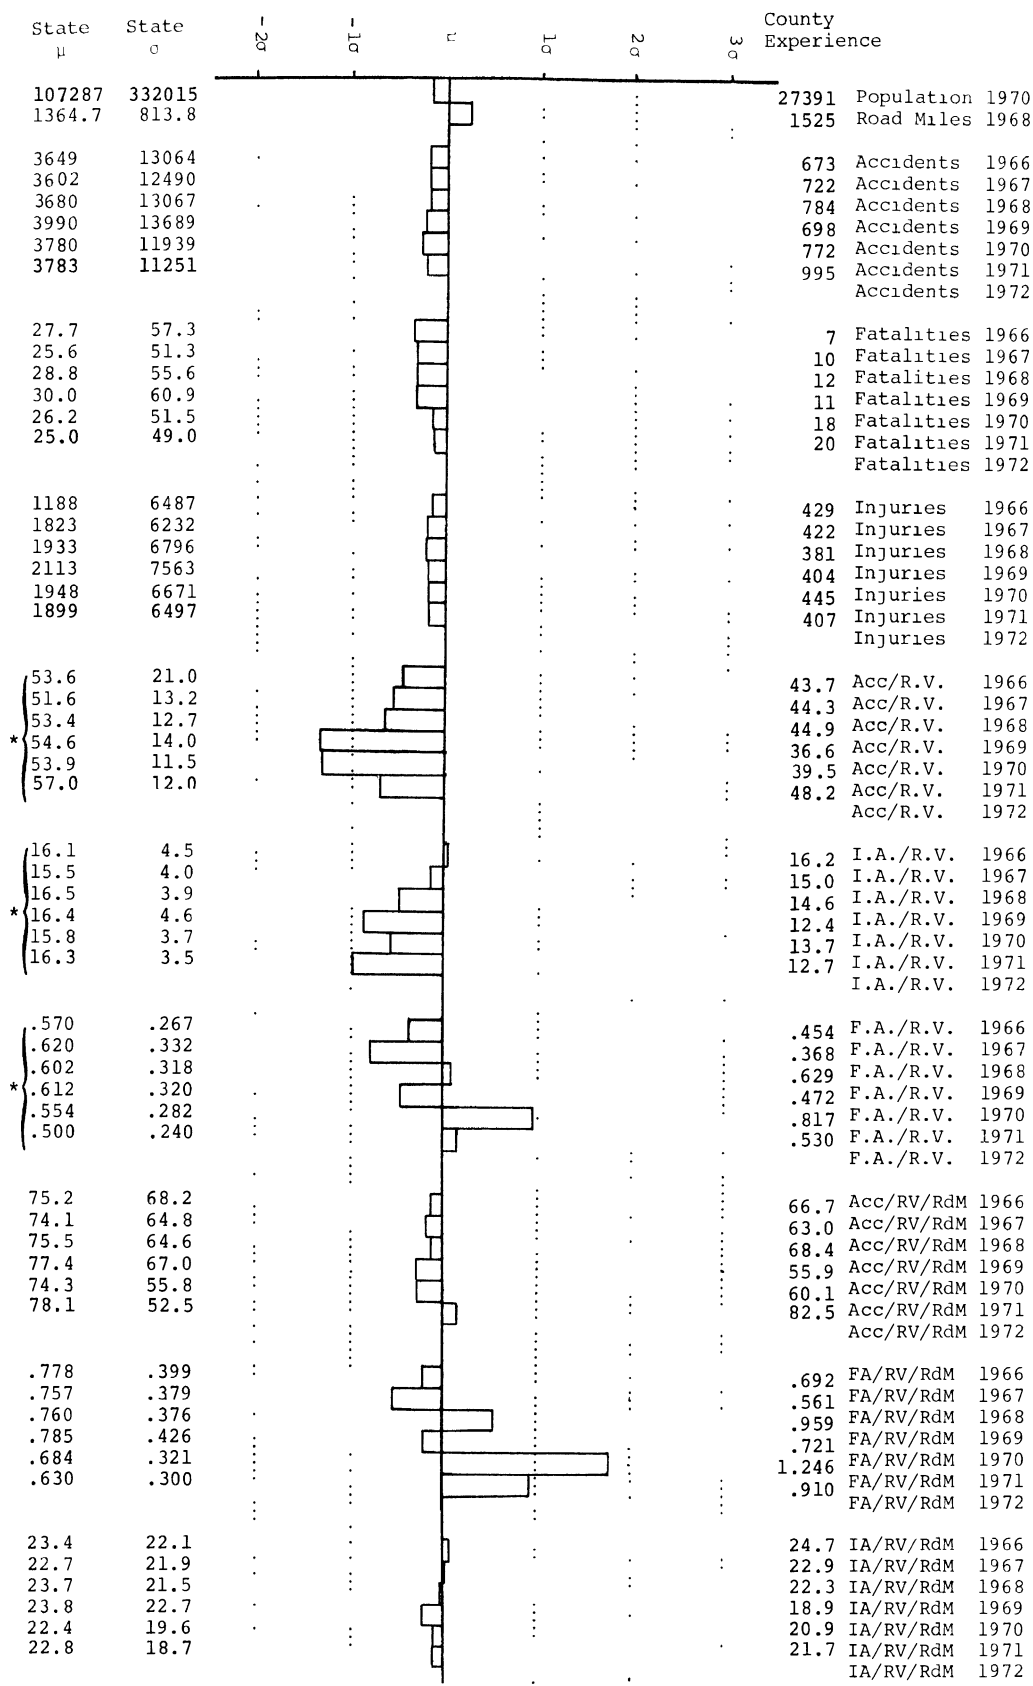 State State -2σ -1σ μ 1σ 2σ 3σ County
μ σ Experience
107287 332015 27391 Population 1970
1364.7 813.8 1525 Road Miles 1968
3649 13064 673 Accidents 1966
3602 12490 722 Accidents 1967
3680 13067 784 Accidents 1968
3990 13689 698 Accidents 1969
3780 11939 772 Accidents 1970
3783 11251 995 Accidents 1971
Accidents 1972
27.7 57.3 7 Fatalities 1966
25.6 51.3 10 Fatalities 1967
28.8 55.6 12 Fatalities 1968
30.0 60.9 11 Fatalities 1969
26.2 51.5 18 Fatalities 1970
25.0 49.0 20 Fatalities 1971
Fatalities 1972
1188 6487 429 Injuries 1966
1823 6232 422 Injuries 1967
1933 6796 381 Injuries 1968
2113 7563 404 Injuries 1969
1948 6671 445 Injuries 1970
1899 6497 407 Injuries 1971
Injuries 1972
53.6 21.0 43.7 Acc/R.V. 1966
51.6 13.2 44.3 Acc/R.V. 1967
53.4 12.7 44.9 Acc/R.V. 1968
* 54.6 14.0 36.6 Acc/R.V. 1969
53.9 11.5 39.5 Acc/R.V. 1970
57.0 12.0 48.2 Acc/R.V. 1971
Acc/R.V. 1972
16.1 4.5 16.2 I.A./R.V. 1966
15.5 4.0 15.0 I.A./R.V. 1967
16.5 3.9 14.6 I.A./R.V. 1968
* 16.4 4.6 12.4 I.A./R.V. 1969
15.8 3.7 13.7 I.A./R.V. 1970
16.3 3.5 12.7 I.A./R.V. 1971
I.A./R.V. 1972
.570 .267 .454 F.A./R.V. 1966
.620 .332 .368 F.A./R.V. 1967
.602 .318 .629 F.A./R.V. 1968
* .612 .320 .472 F.A./R.V. 1969
.554 .282 .817 F.A./R.V. 1970
.500 .240 .530 F.A./R.V. 1971
F.A./R.V. 1972
75.2 68.2 66.7 Acc/RV/RdM 1966
74.1 64.8 63.0 Acc/RV/RdM 1967
75.5 64.6 68.4 Acc/RV/RdM 1968
77.4 67.0 55.9 Acc/RV/RdM 1969
74.3 55.8 60.1 Acc/RV/RdM 1970
78.1 52.5 82.5 Acc/RV/RdM 1971
Acc/RV/RdM 1972
.778 .399 .692 FA/RV/RdM 1966
.757 .379 .561 FA/RV/RdM 1967
.760 .376 .959 FA/RV/RdM 1968
.785 .426 .721 FA/RV/RdM 1969
.684 .321 1.246 FA/RV/RdM 1970
.630 .300 .910 FA/RV/RdM 1971
FA/RV/RdM 1972
23.4 22.1 24.7 IA/RV/RdM 1966
22.7 21.9 22.9 IA/RV/RdM 1967
23.7 21.5 22.3 IA/RV/RdM 1968
23.8 22.7 18.9 IA/RV/RdM 1969
22.4 19.6 20.9 IA/RV/RdM 1970
22.8 18.7 21.7 IA/RV/RdM 1971
IA/RV/RdM 1972